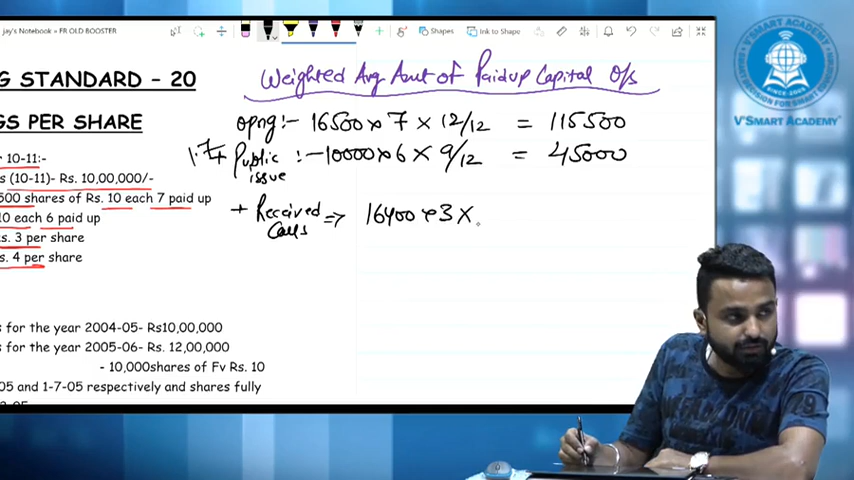 jay's Notebook « FR OLD BOOSTER
Shapes
Ink to Shape
G STANDARD - 20
GS PER SHARE
r 10-11:-
s (10-11)- Rs. 10,00,000/-
500 shares of Rs. 10 each 7 paid up
10 each 6 paid up
s. 3 per share
s. 4 per share
s for the year 2004-05- Rs10,00,000
s for the year 2005-06- Rs. 12,00,000
- 10,000shares of Fv Rs. 10
05 and 1-7-05 respectively and shares fully
Weighted Avg Amt of Paidup Capital O/s
opng :- 16500 x 7 x 12/12 = 115500
1.7 + Public issue :- 10000 x 6 x 9/12 = 45000
+ Received Calls => 16400 x 3 x
SINCE-2004
V'SMART ACADEMY